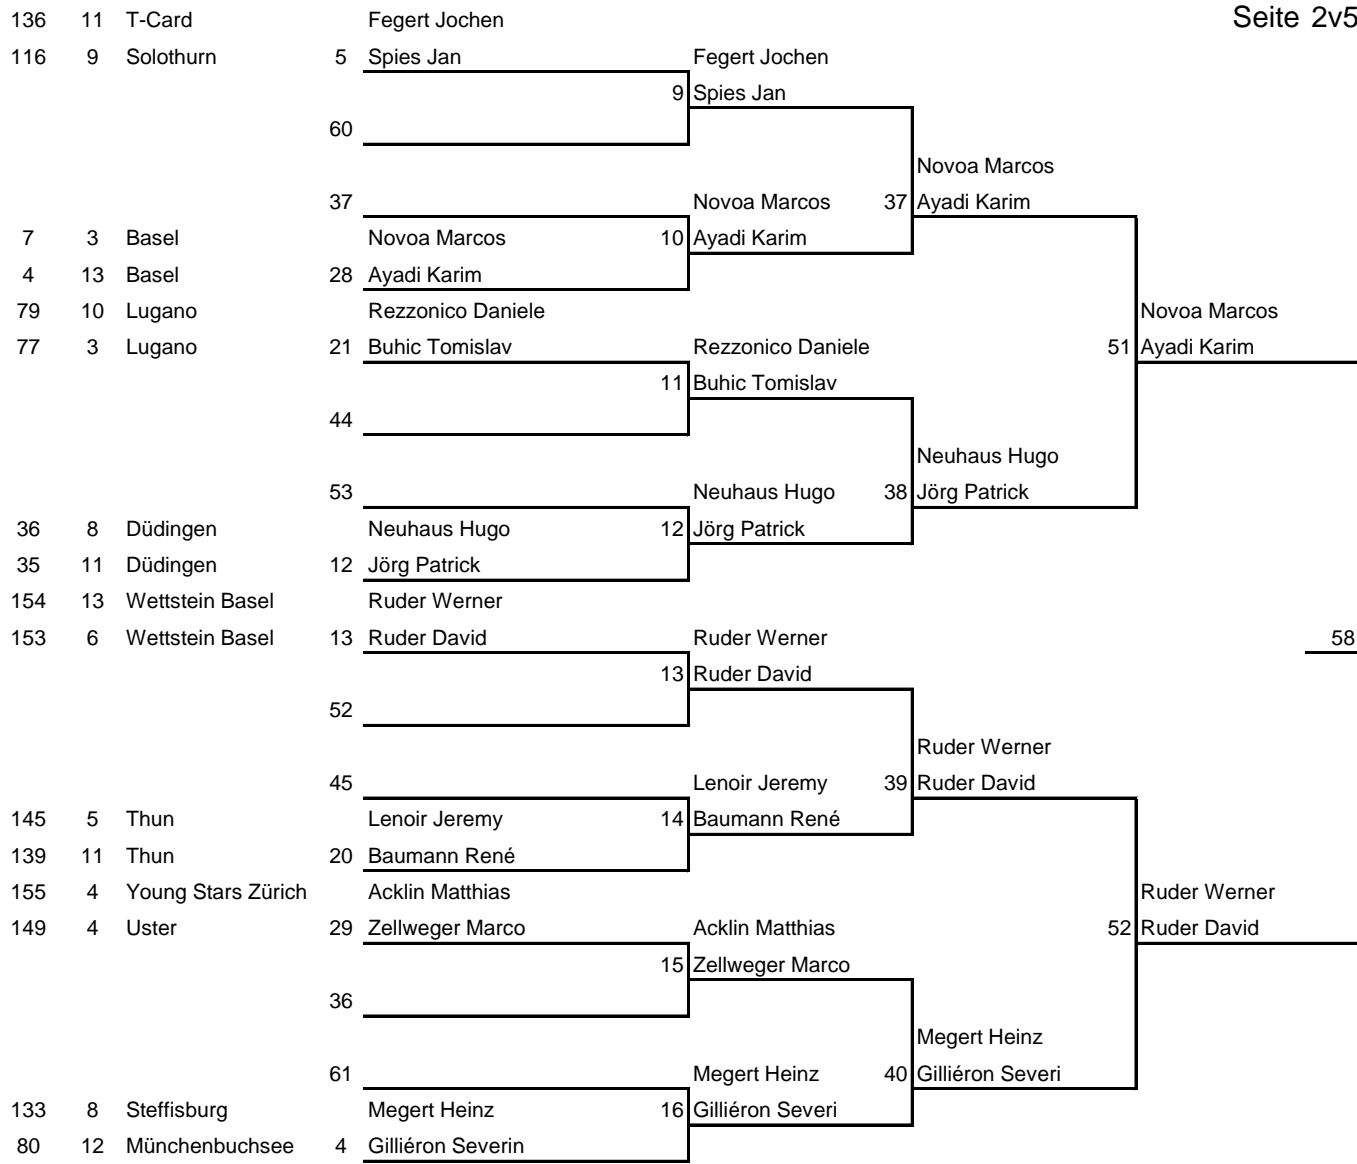 136 11 T-Card Fegert Jochen Seite 2v5
116 9 Solothurn 5 Spies Jan Fegert Jochen
9 Spies Jan
60
Novoa Marcos
37 Novoa Marcos 37 Ayadi Karim
7 3 Basel Novoa Marcos 10 Ayadi Karim
4 13 Basel 28 Ayadi Karim
79 10 Lugano Rezzonico Daniele Novoa Marcos
77 3 Lugano 21 Buhic Tomislav Rezzonico Daniele 51 Ayadi Karim
11 Buhic Tomislav
44
Neuhaus Hugo
53 Neuhaus Hugo 38 Jörg Patrick
36 8 Düdingen Neuhaus Hugo 12 Jörg Patrick
35 11 Düdingen 12 Jörg Patrick
154 13 Wettstein Basel Ruder Werner
153 6 Wettstein Basel 13 Ruder David Ruder Werner 58
13 Ruder David
52
Ruder Werner
45 Lenoir Jeremy 39 Ruder David
145 5 Thun Lenoir Jeremy 14 Baumann René
139 11 Thun 20 Baumann René
155 4 Young Stars Zürich Acklin Matthias Ruder Werner
149 4 Uster 29 Zellweger Marco Acklin Matthias 52 Ruder David
15 Zellweger Marco
36
Megert Heinz
61 Megert Heinz 40 Gilliéron Severi
133 8 Steffisburg Megert Heinz 16 Gilliéron Severi
80 12 Münchenbuchsee 4 Gilliéron Severin